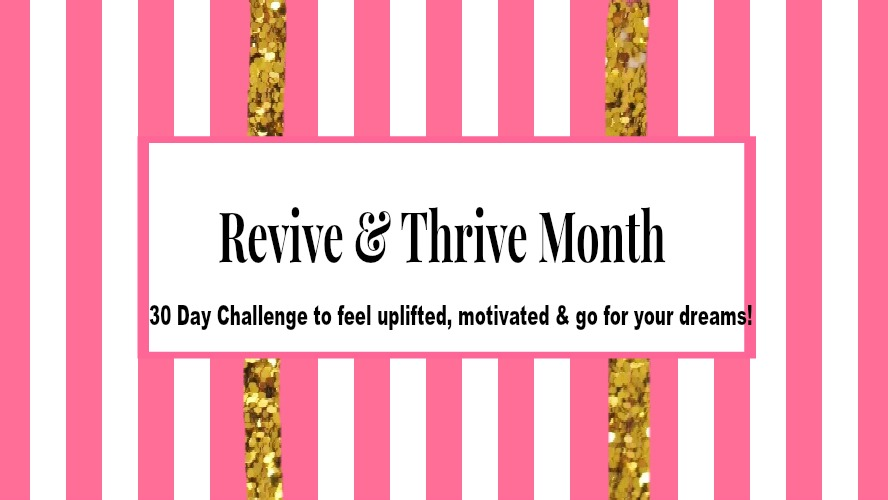 Revive & Thrive Month
30 Day Challenge to feel uplifted, motivated & go for your dreams!